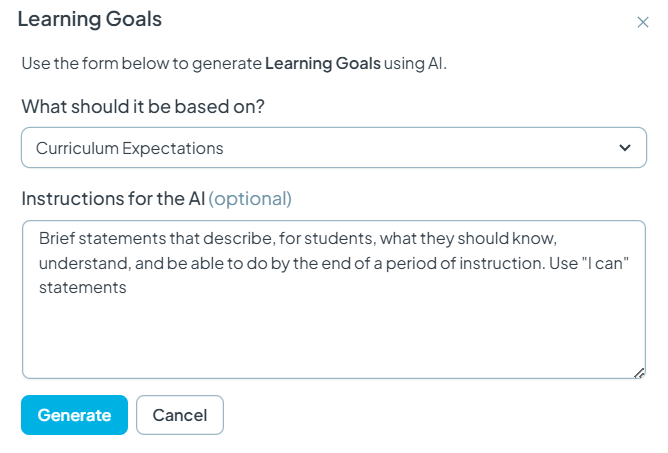 Learning Goals
Use the form below to generate Learning Goals using AI.
What should it be based on?
Curriculum Expectations
Instructions for the AI (optional)
Brief statements that describe, for students, what they should know,
understand, and be able to do by the end of a period of instruction. Use "I can"
statements
Generate Cancel